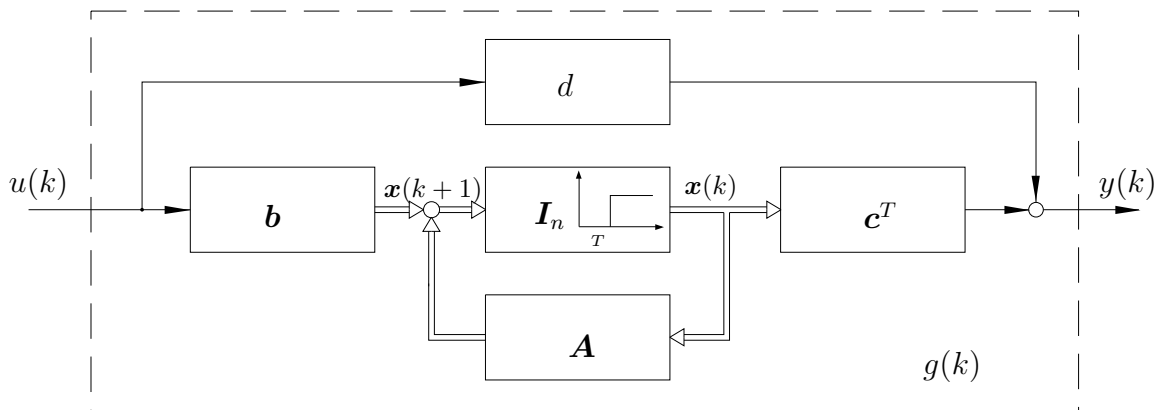 d
u(k)
b
x(k + 1)
I_n
T
x(k)
c^T
y(k)
A
g(k)